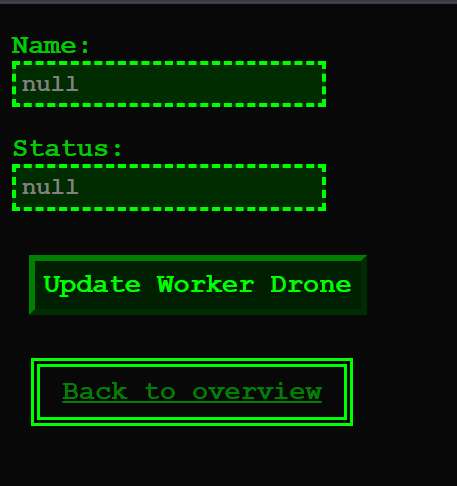 Name:
null
Status:
null
Update Worker Drone
Back to overview